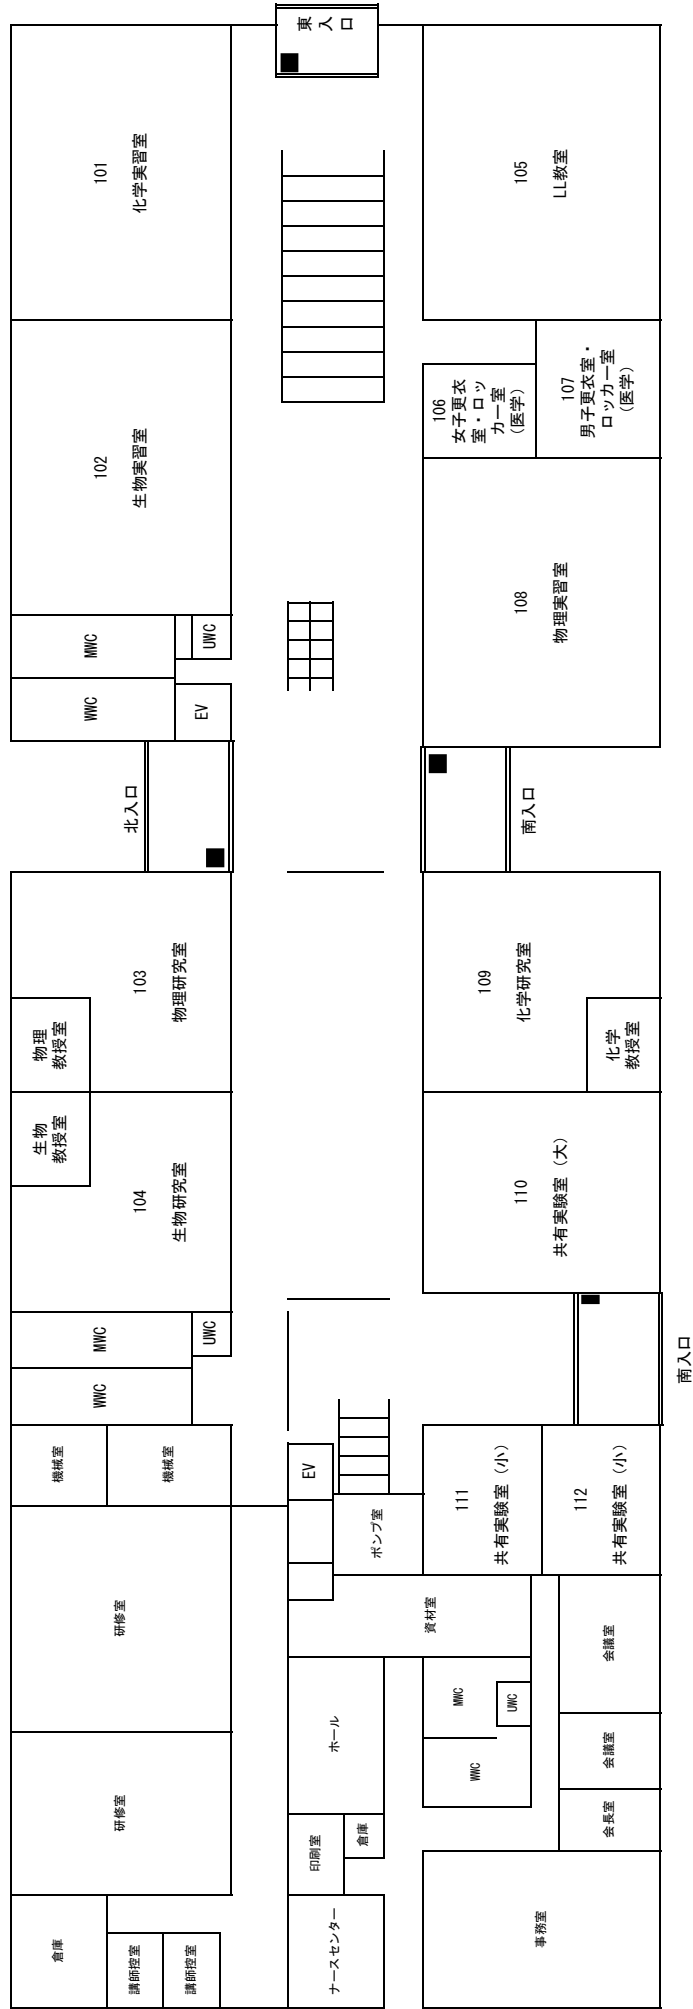 東入口
101
化学実習室
105
LL教室
102
生物実習室
106
女子更衣
室・ロッ
カー室
(医学)
107
男子更衣室・
ロッカー室
(医学)
108
物理実習室
MWC
UWC
WWC
EV
北入口
南入口
103
物理研究室
物理
教授室
109
化学研究室
化学
教授室
生物
教授室
104
生物研究室
110
共有実験室（大）
MWC
UWC
WWC
南入口
機械室
機械室
EV
ポンプ室
111
共有実験室（小）
112
共有実験室（小）
研修室
資材室
会議室
研修室
ホール
MWC
UWC
WWC
会議室
会長室
印刷室
倉庫
倉庫
講師控室
講師控室
ナースセンター
事務室